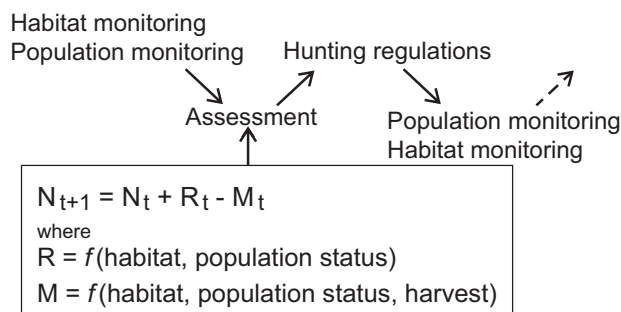 Habitat monitoring
Population monitoring
Hunting regulations
Assessment
Population monitoring
Habitat monitoring
N t+1 = N t + R t - M t
where
R = f(habitat, population status)
M = f(habitat, population status, harvest)